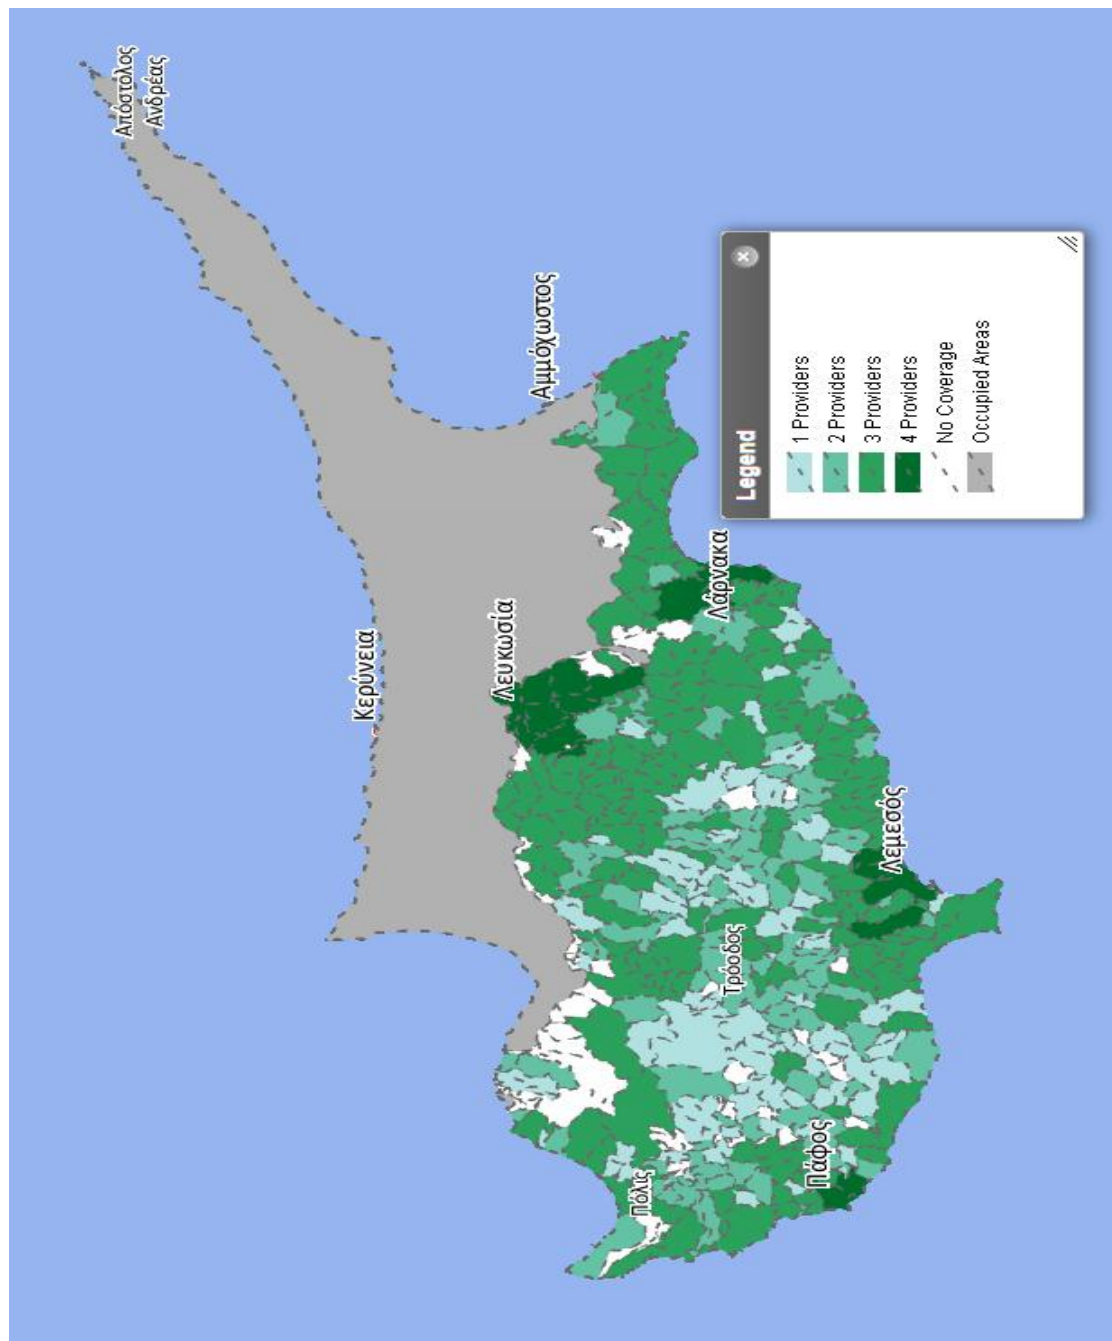 Απόστολος
Ανδρέας
Κερύνεια
Αμμόχωστος
Λευκωσία
Λάρνακα
Λεμεσός
Τρόοδος
Πόλις
Πάφος
Legend
1 Providers
2 Providers
3 Providers
4 Providers
No Coverage
Occupied Areas